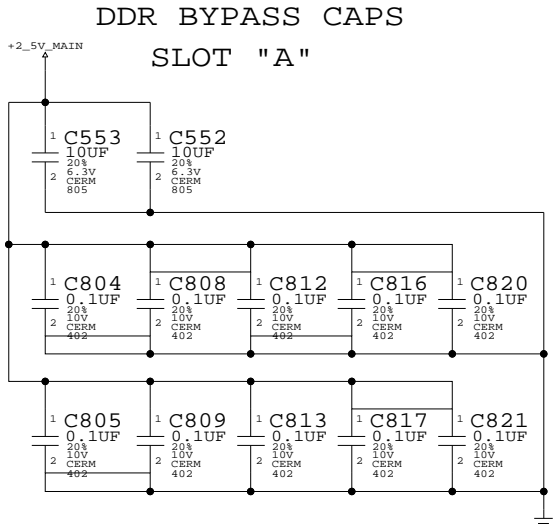 DDR BYPASS CAPS
SLOT "A"
+2_5V_MAIN
1 C553
10UF
20%
6.3V
2 CERM
805
1 C552
10UF
20%
6.3V
2 CERM
805
1 C804
0.1UF
20%
10V
2 CERM
402
1 C808
0.1UF
20%
10V
2 CERM
402
1 C812
0.1UF
20%
10V
2 CERM
402
1 C816
0.1UF
20%
10V
2 CERM
402
1 C820
0.1UF
20%
10V
2 CERM
402
1 C805
0.1UF
20%
10V
2 CERM
402
1 C809
0.1UF
20%
10V
2 CERM
402
1 C813
0.1UF
20%
10V
2 CERM
402
1 C817
0.1UF
20%
10V
2 CERM
402
1 C821
0.1UF
20%
10V
2 CERM
402